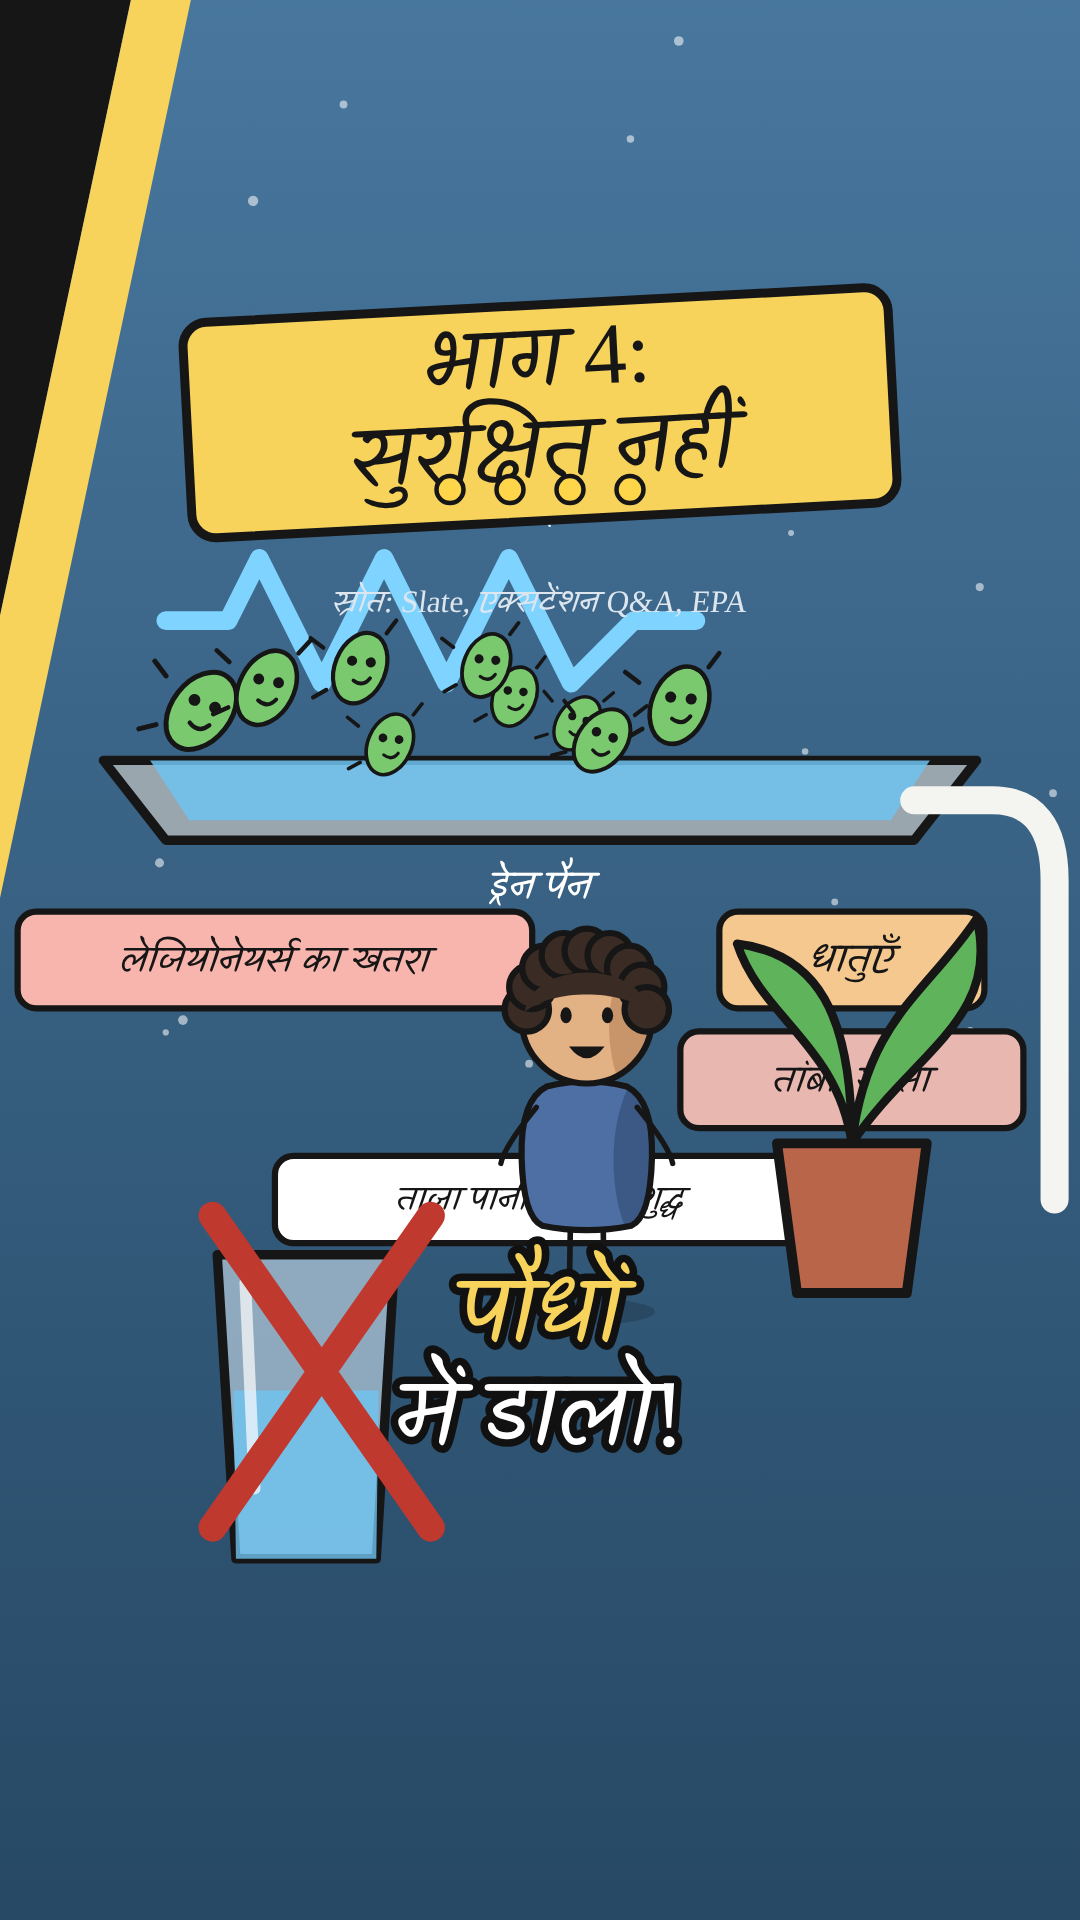 भाग 4:
सुरक्षित नहीं
स्रोत: Slate, एक्सटेंशन Q&A, EPA
ड्रेन पैन
लेजियोनेयर्स का खतरा
धातुएँ
ताजा पानी
पौधों
में डालो!